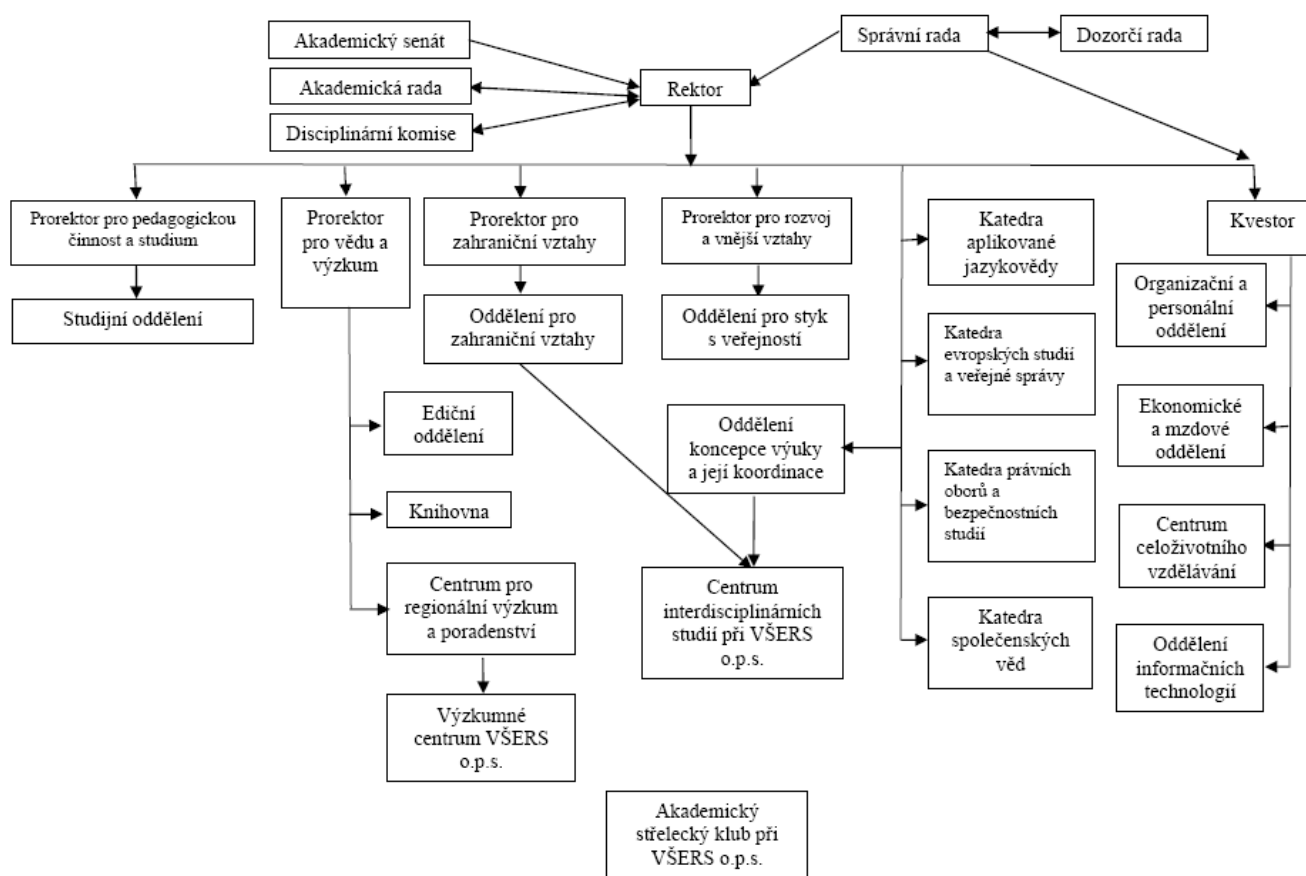 Akademický senát
Správní rada
Dozorčí rada
Akademická rada
Rektor
Disciplinární komise
Prorektor pro pedagogickou
činnost a studium
Prorektor
pro vědu a
výzkum
Prorektor pro
zahraniční vztahy
Prorektor pro rozvoj
a vnější vztahy
Katedra
aplikované
jazykovědy
Kvestor
Studijní oddělení
Oddělení pro
zahraniční vztahy
Oddělení pro styk
s veřejností
Organizační a
personální
oddělení
Katedra
evropských studií
a veřejné správy
Ediční
oddělení
Oddělení
koncepce výuky
a její koordinace
Ekonomické
a mzdové
oddělení
Katedra právních
oborů a
bezpečnostních
studií
Knihovna
Centrum
celoživotního
vzdělávání
Centrum pro
regionální výzkum
a poradenství
Centrum
interdisciplinárních
studií při VŠERS
o.p.s.
Katedra
společenských
věd
Oddělení
informačních
technologií
Výzkumné
centrum VŠERS
o.p.s.
Akademický
střelecký klub při
VŠERS o.p.s.